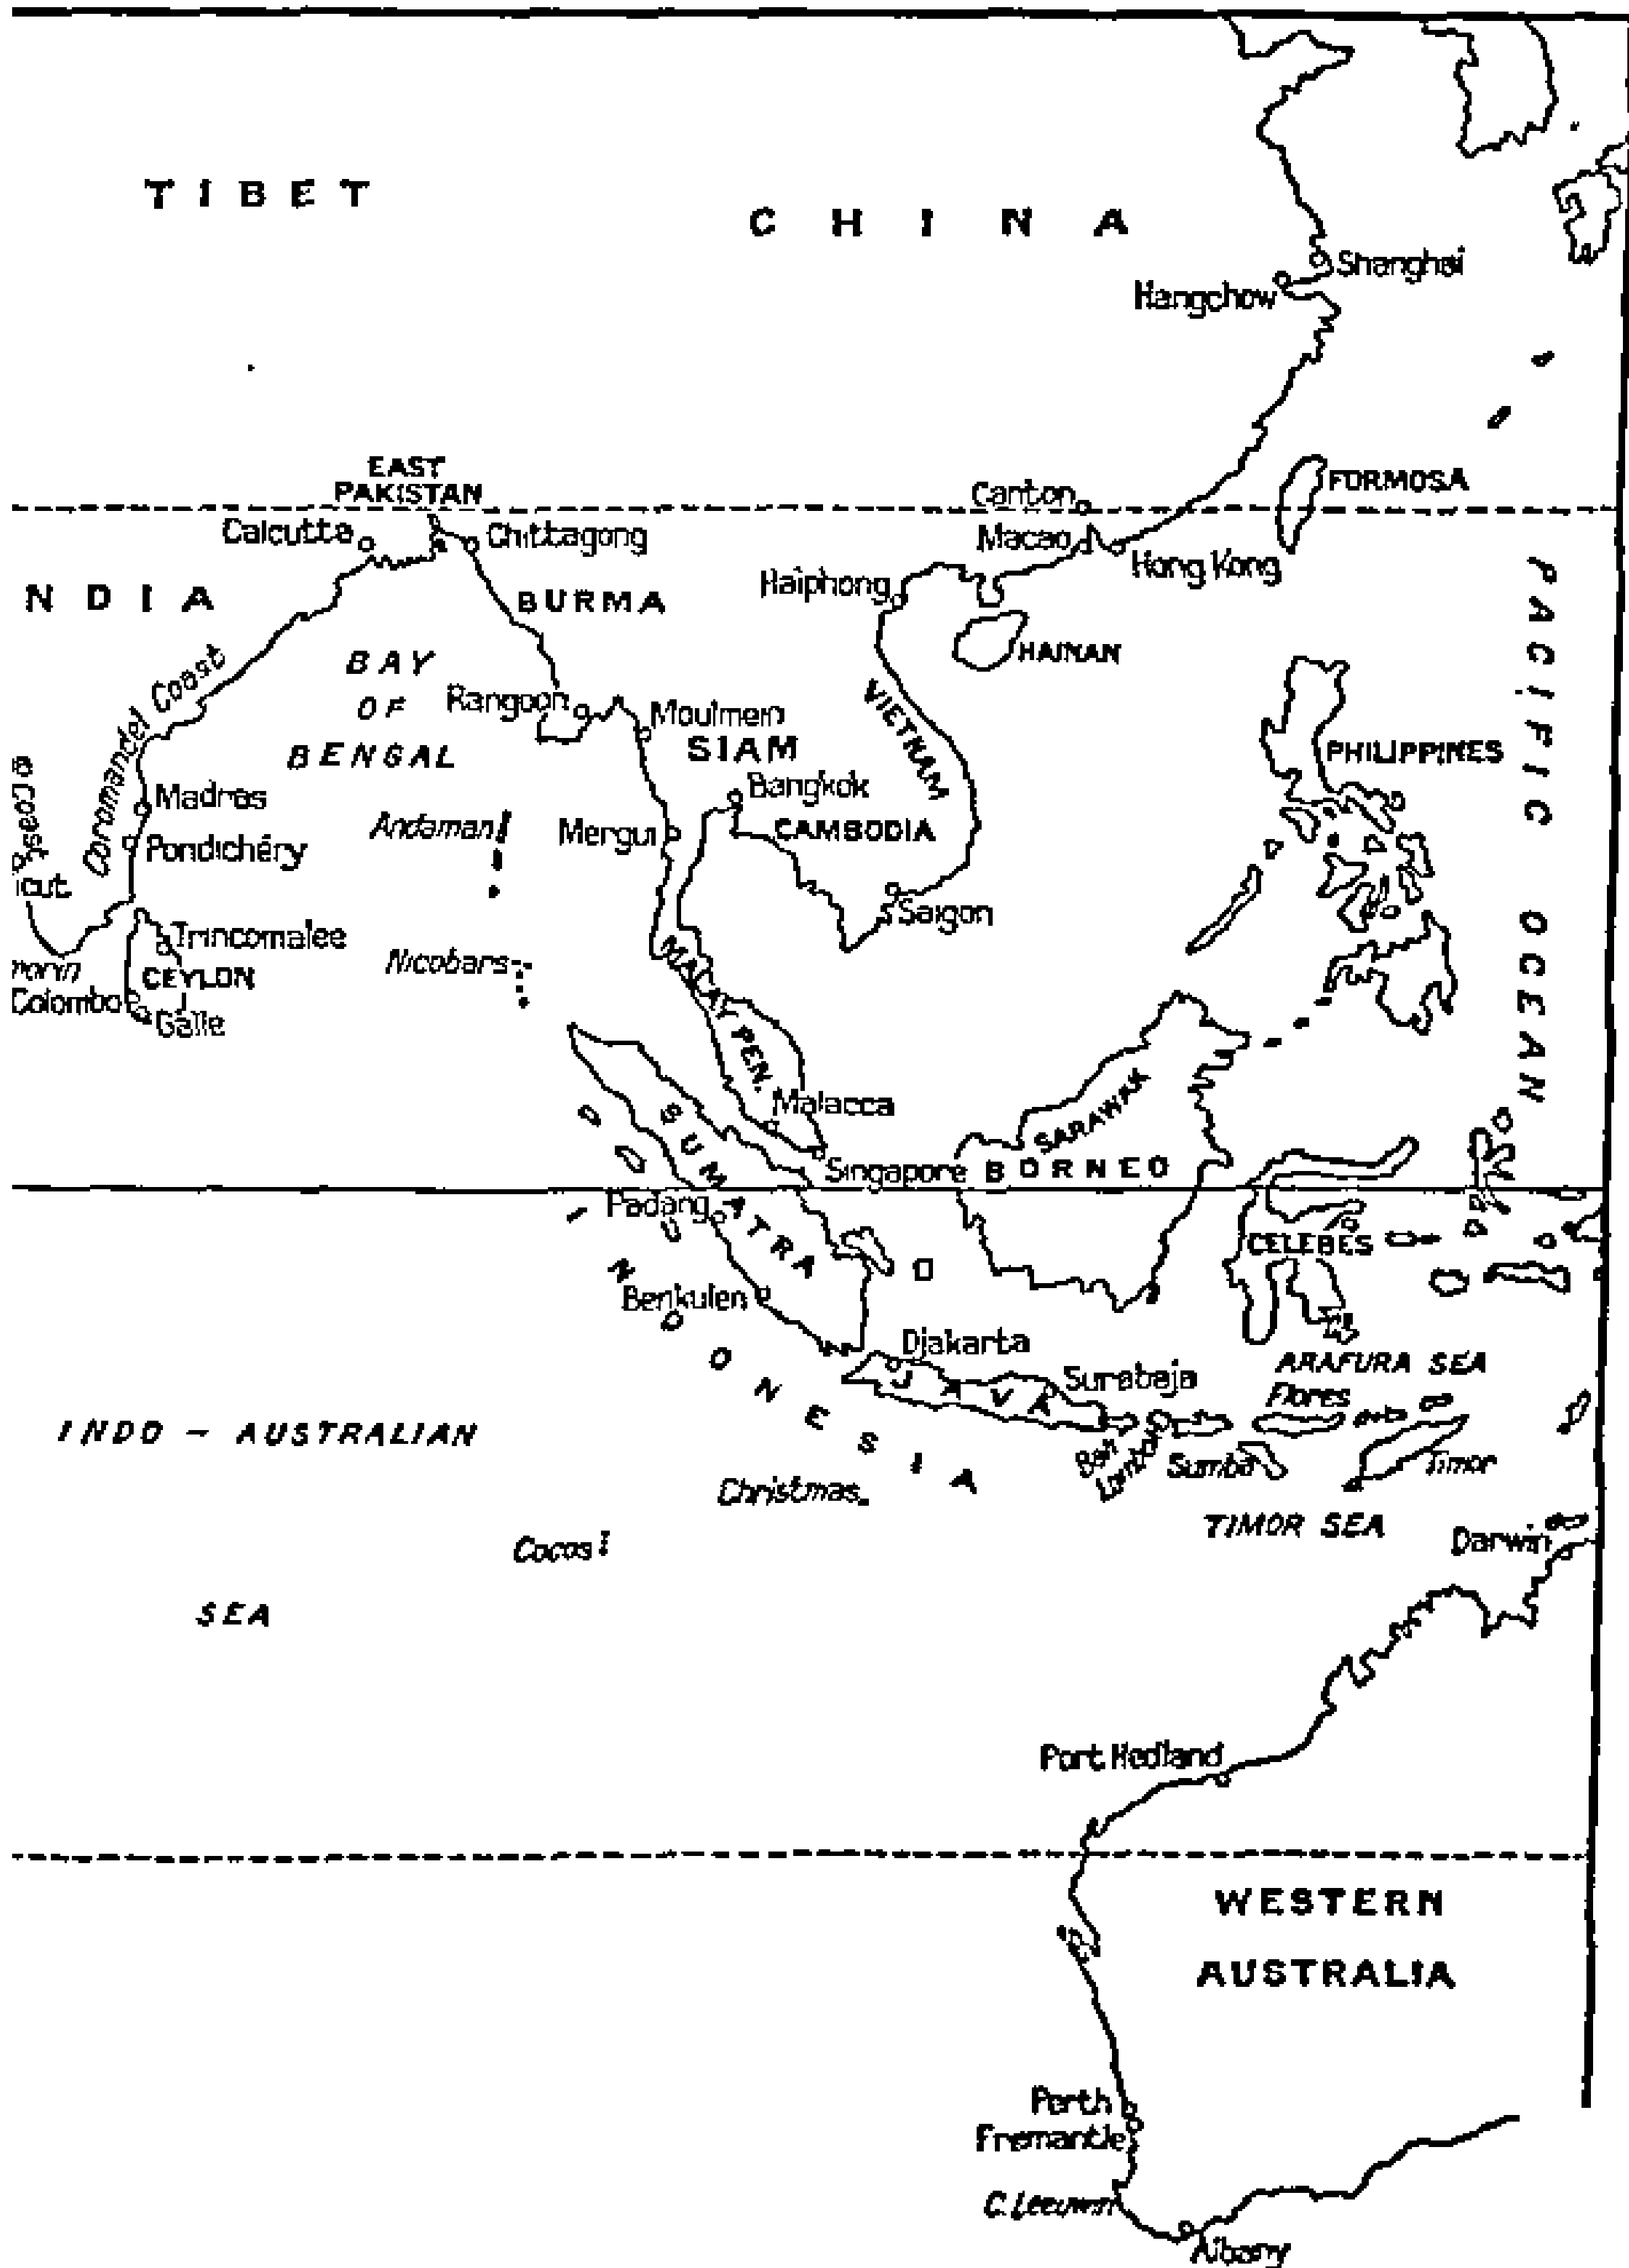 TIBET
CHINA
Shanghai
Hangchow
EAST
PAKISTAN
Canton
FORMOSA
Calcutta
Chittagong
Macao
Hong Kong
NDIA
BURMA
Haiphong
HAINAN
PACIFIC OCEAN
Coromandel Coast
BAY
OF
BENGAL
Rangoon
Moulmein
SIAM
VIETNAM
PHILIPPINES
Madras
Bangkok
Andaman
Mergui
CAMBODIA
Pondichéry
Coast
icut
Saigon
Trincomalee
Nicobars
MALAY PEN.
morin
CEYLON
Colombo
Galle
Malacca
SARAWAK
SUMATRA
Singapore
BORNEO
Padang
CELEBES
Benkulen
INDONESIA
Djakarta
ARAFURA SEA
JAVA
Surabaja
Flores
INDO - AUSTRALIAN
Bali
Lombok
Sumba
Timor
Christmas
TIMOR SEA
Cocos
Darwin
SEA
Port Hedland
WESTERN
AUSTRALIA
Perth
Fremantle
C. Leeuwin
Albany